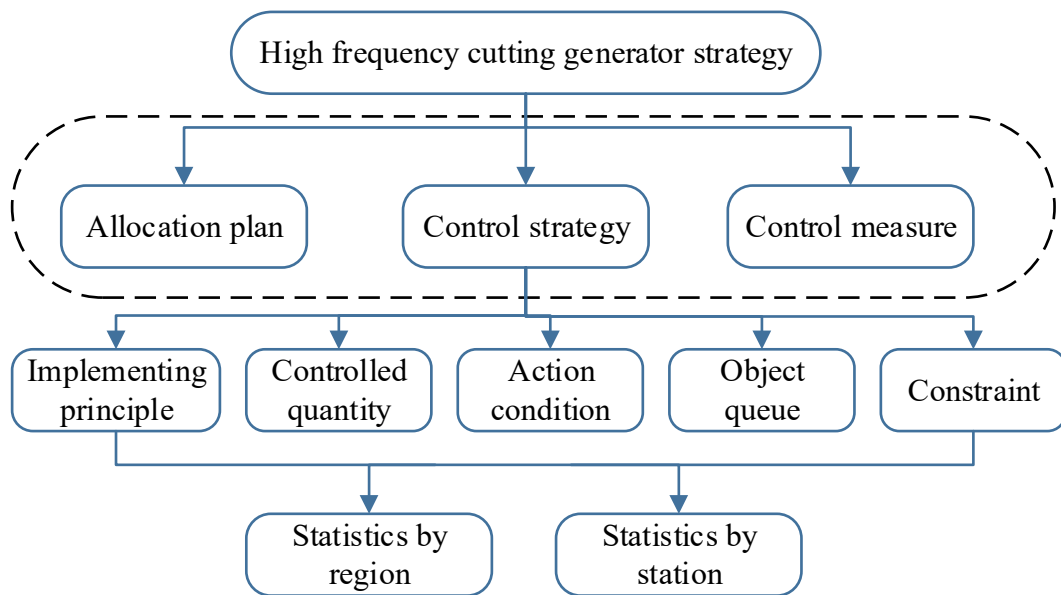 High frequency cutting generator strategy
Allocation plan
Control strategy
Control measure
Implementing
principle
Controlled
quantity
Action
condition
Object
queue
Constraint
Statistics by
region
Statistics by
station